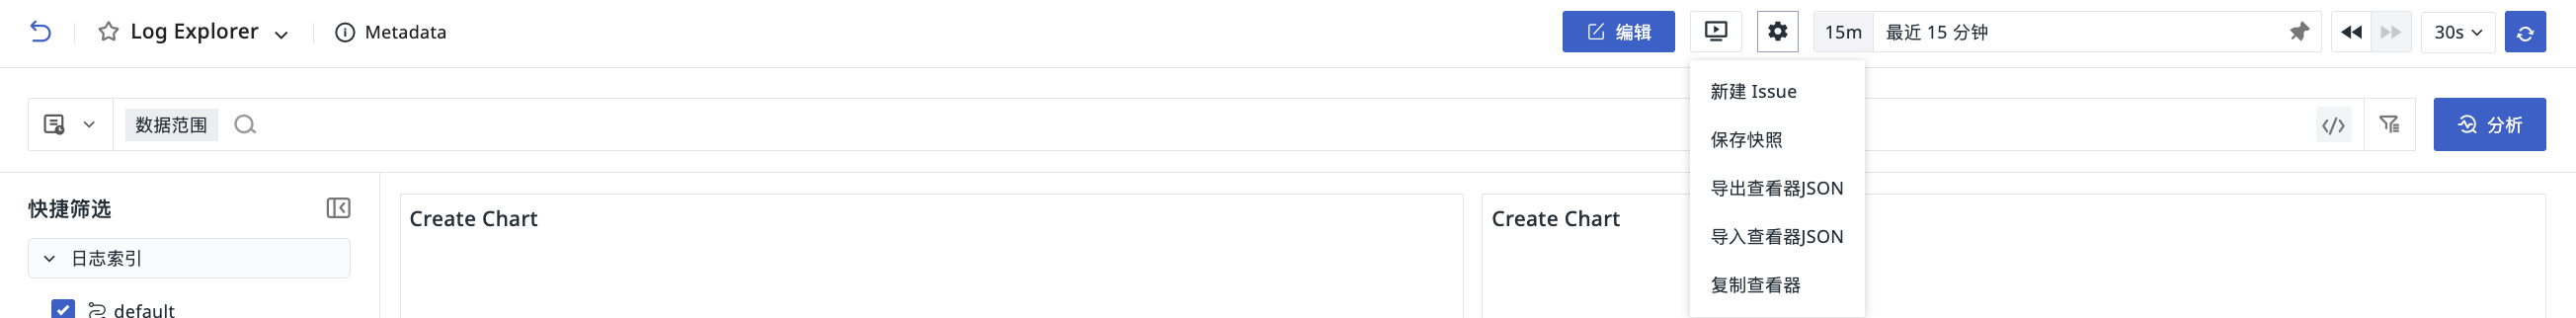 Log Explorer
Metadata
编辑
15m 最近 15 分钟
30s
数据范围
分析
新建 Issue
保存快照
导出查看器JSON
导入查看器JSON
复制查看器
快捷筛选
日志索引
default
Create Chart
Create Chart